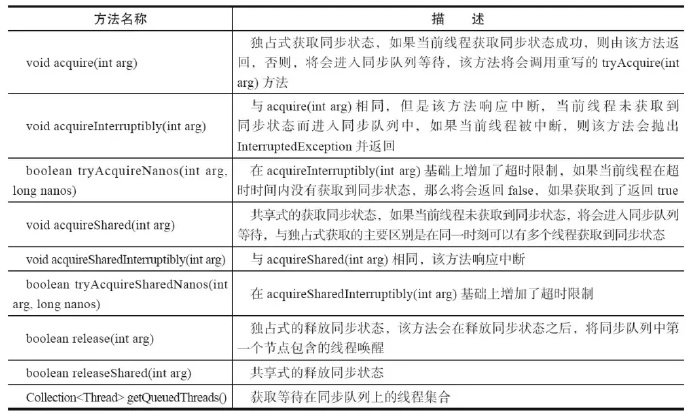 方法名称 描 述
void acquire(int arg)
独占式获取同步状态，如果当前线程获取同步状态成功，则由该方法返
回，否则，将会进入同步队列等待，该方法将会调用重写的 tryAcquire(int
arg) 方法
void acquireInterruptibly(int arg)
与 acquire(int arg) 相同，但是该方法响应中断，当前线程未获取到
同步状态而进入同步队列中，如果当前线程被中断，则该方法会抛出
InterruptedException 并返回
boolean tryAcquireNanos(int arg,
long nanos)
在 acquireInterruptibly(int arg) 基础上增加了超时限制，如果当前线程在超
时时间内没有获取到同步状态，那么将会返回 false，如果获取到了返回 true
void acquireShared(int arg)
共享式的获取同步状态，如果当前线程未获取到同步状态，将会进入同步队列
等待，与独占式获取的主要区别是在同一时刻可以有多个线程获取到同步状态
void acquireSharedInterruptibly(int arg)
与 acquireShared(int arg) 相同，该方法响应中断
boolean tryAcquireSharedNanos(int
arg, long nanos)
在 acquireSharedInterruptibly(int arg) 基础上增加了超时限制
boolean release(int arg)
独占式的释放同步状态，该方法会在释放同步状态之后，将同步队列中第
一个节点包含的线程唤醒
boolean releaseShared(int arg)
共享式的释放同步状态
Collection<Thread> getQueuedThreads()
获取等待在同步队列上的线程集合